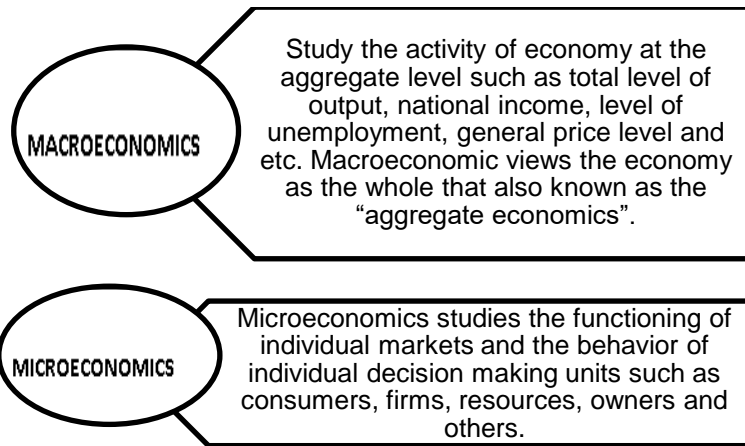 MACROECONOMICS
Study the activity of economy at the
aggregate level such as total level of
output, national income, level of
unemployment, general price level and
etc. Macroeconomic views the economy
as the whole that also known as the
“aggregate economics”.
MICROECONOMICS
Microeconomics studies the functioning of
individual markets and the behavior of
individual decision making units such as
consumers, firms, resources, owners and
others.